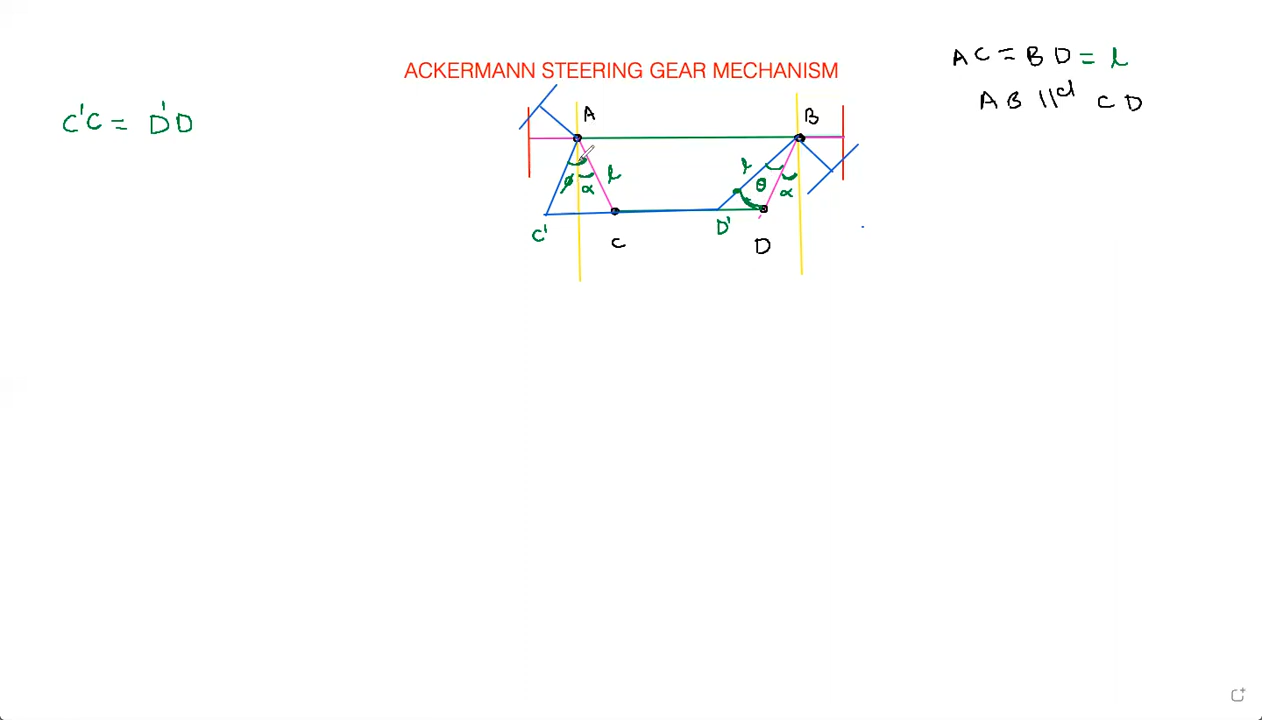 ACKERMANN STEERING GEAR MECHANISM
AC = BD = l
AB ||el CD
C'C = D'D
A
B
l
l
φ
α
θ
α
C'
C
D'
D